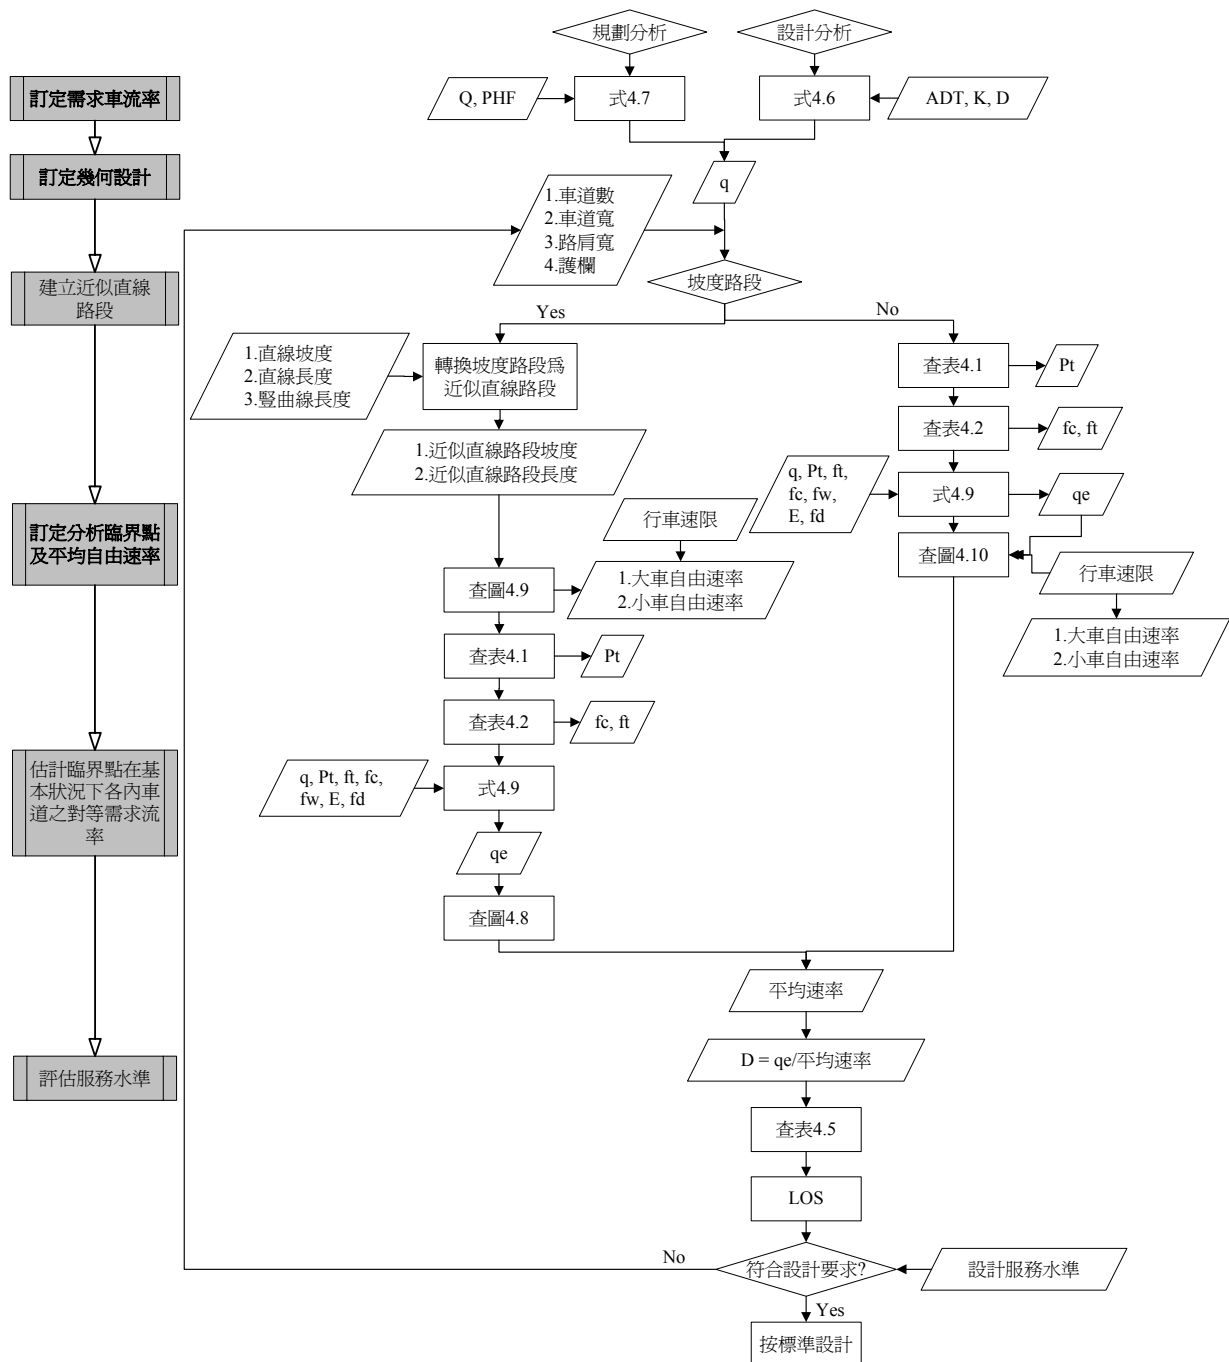 規劃分析
設計分析
訂定需求車流率
Q, PHF
式4.7
式4.6
ADT, K, D
訂定幾何設計
q
1.車道數
2.車道寬
3.路肩寬
4.護欄
坡度路段
建立近似直線
路段
Yes
No
1.直線坡度
2.直線長度
3.豎曲線長度
轉換坡度路段為
近似直線路段
查表4.1
Pt
查表4.2
fc, ft
1.近似直線路段坡度
2.近似直線路段長度
q, Pt, ft,
fc, fw,
E, fd
式4.9
qe
訂定分析臨界點
及平均自由速率
行車速限
查圖4.10
行車速限
查圖4.9
1.大車自由速率
2.小車自由速率
1.大車自由速率
2.小車自由速率
查表4.1
Pt
查表4.2
fc, ft
估計臨界點在基
本狀況下各內車
道之對等需求流
率
q, Pt, ft, fc,
fw, E, fd
式4.9
qe
查圖4.8
平均速率
D = qe/平均速率
評估服務水準
查表4.5
LOS
No
符合設計要求?
設計服務水準
Yes
按標準設計